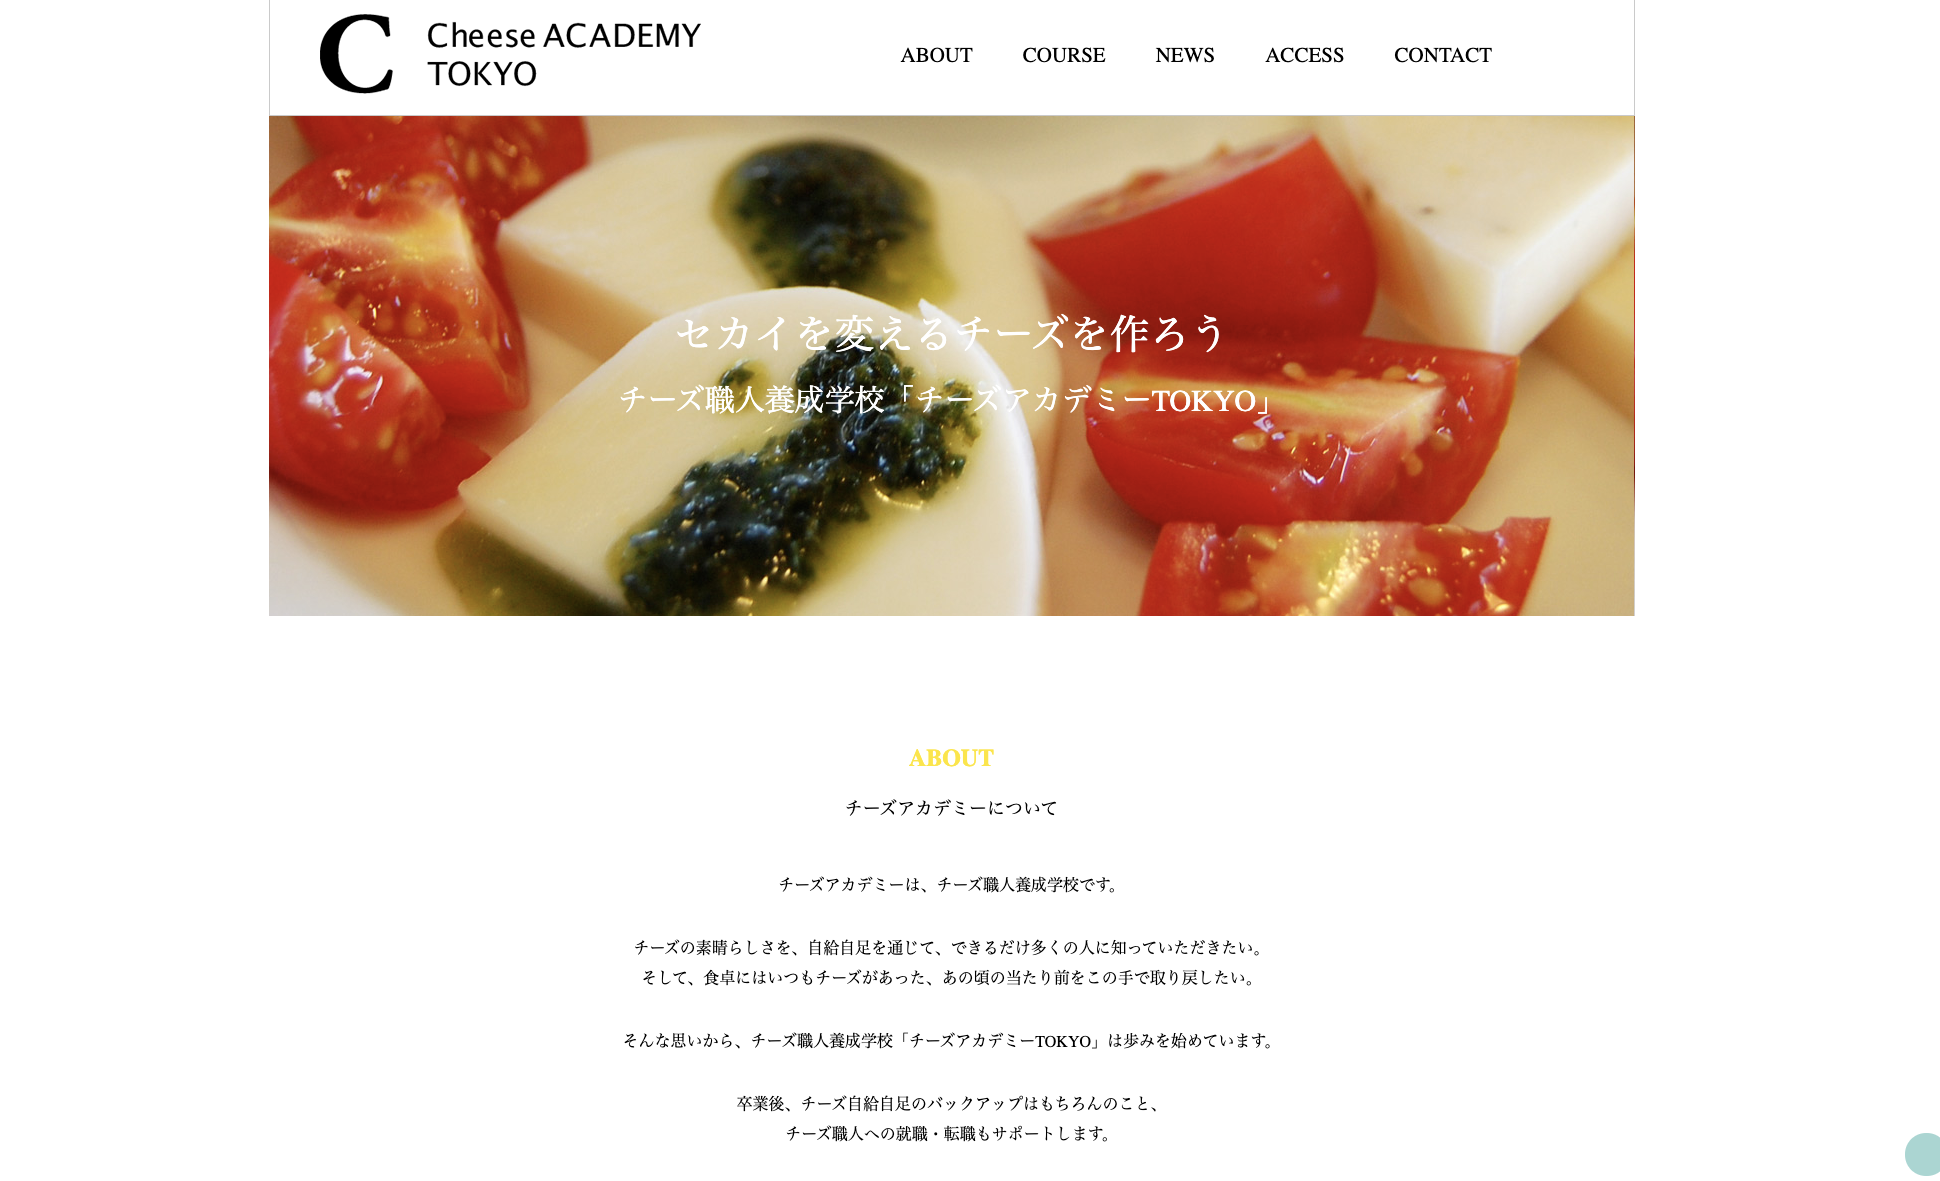 C
Cheese ACADEMY
TOKYO
ABOUT COURSE NEWS ACCESS CONTACT
セカイを変えるチーズを作ろう
チーズ職人養成学校「チーズアカデミーTOKYO」
ABOUT
チーズアカデミーについて
チーズアカデミーは、チーズ職人養成学校です。
チーズの素晴らしさを、自給自足を通じて、できるだけ多くの人に知っていただきたい。
そして、食卓にはいつもチーズがあった、あの頃の当たり前をこの手で取り戻したい。
そんな思いから、チーズ職人養成学校「チーズアカデミーTOKYO」は歩みを始めています。
卒業後、チーズ自給自足のバックアップはもちろんのこと、
チーズ職人への就職・転職もサポートします。